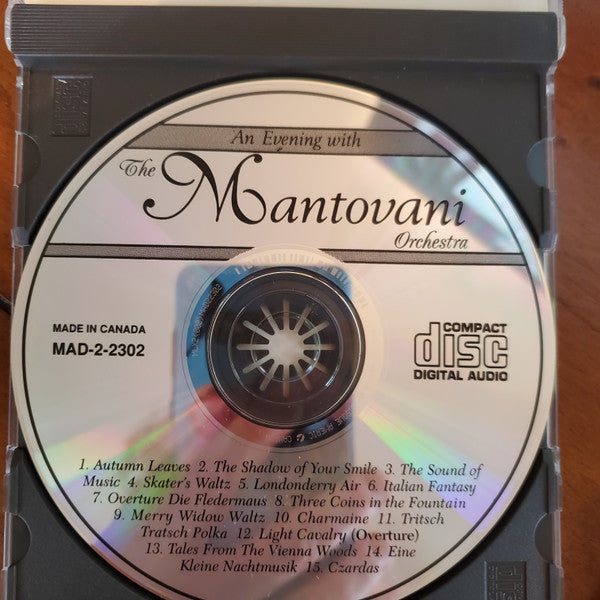 An Evening with
The Mantovani
Orchestra
MADE IN CANADA
MAD-2-2302
COMPACT
disc
DIGITAL AUDIO
1. Autumn Leaves 2. The Shadow of Your Smile 3. The Sound of
Music 4. Skater's Waltz 5. Londonderry Air 6. Italian Fantasy
7. Overture Die Fledermaus 8. Three Coins in the Fountain
9. Merry Widow Waltz 10. Charmaine 11. Tritsch
Tratsch Polka 12. Light Cavalry (Overture)
13. Tales From The Vienna Woods 14. Eine
Kleine Nachtmusik 15. Czardas